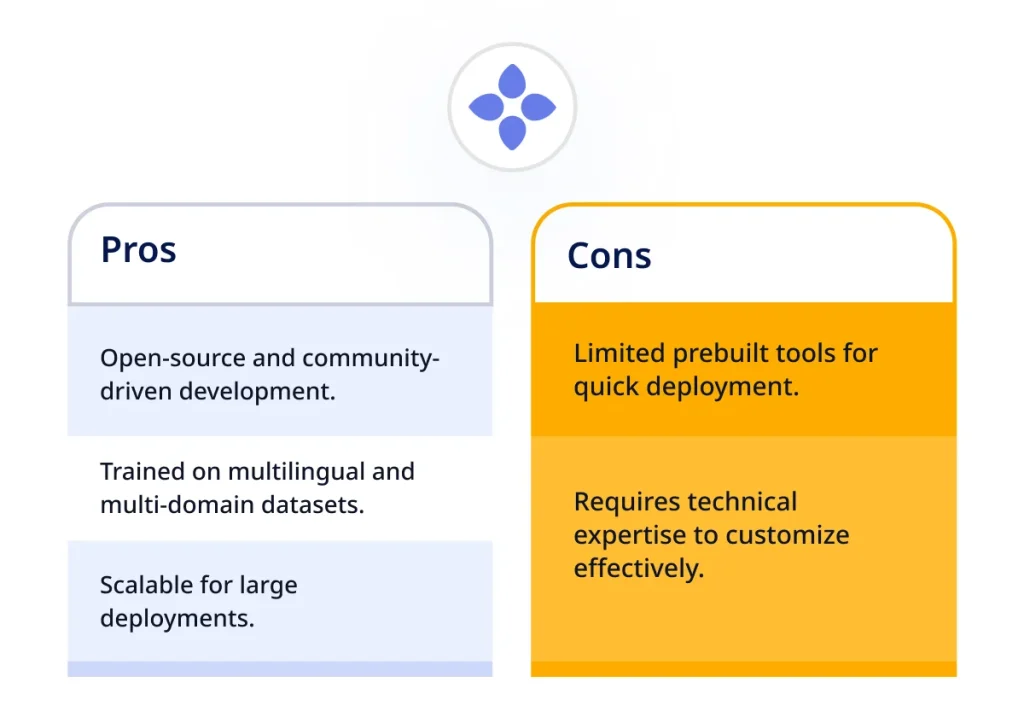 Pros
Open-source and community-
driven development.
Trained on multilingual and
multi-domain datasets.
Scalable for large
deployments.
Cons
Limited prebuilt tools for
quick deployment.
Requires technical
expertise to customize
effectively.